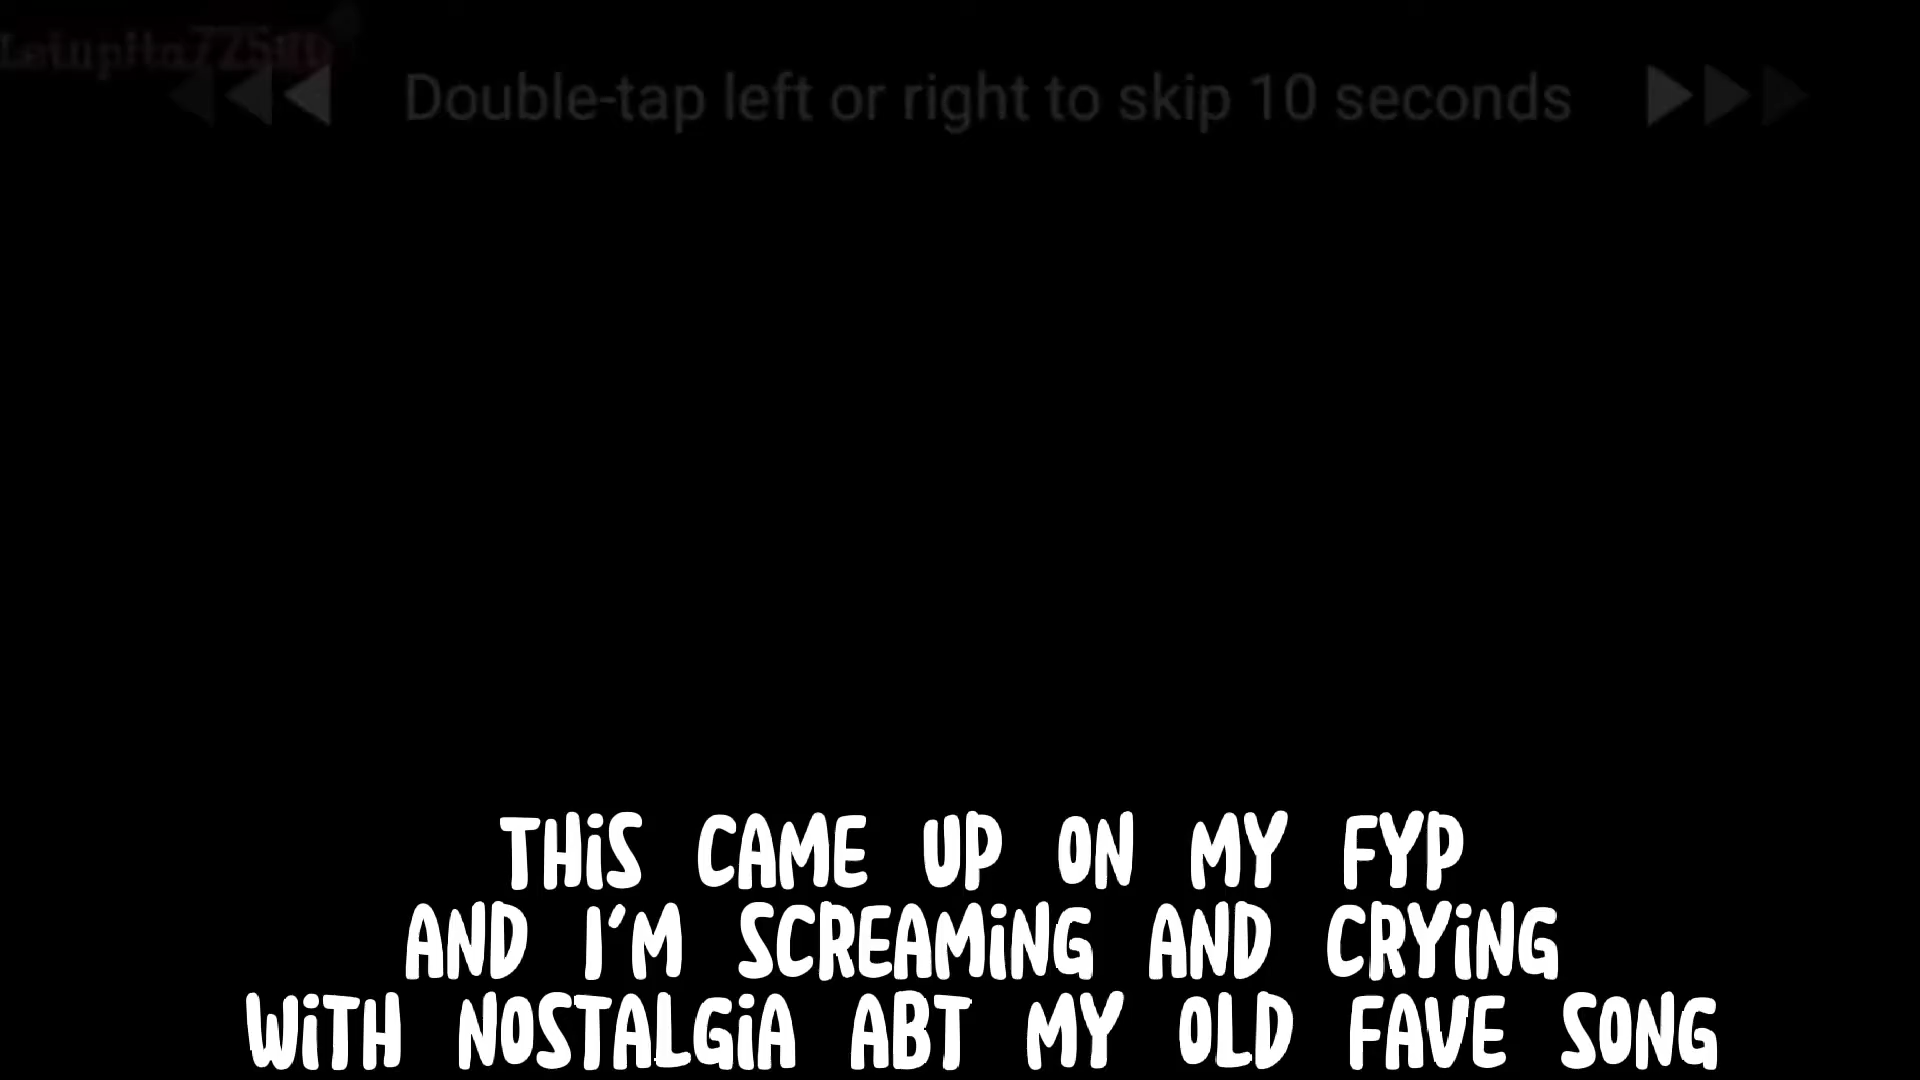 Double-tap left or right to skip 10 seconds
THiS CAME UP ON MY FYP
AND I'M SCREAMiNG AND CRYiNG
WiTH NOSTALGiA ABT MY OLD FAVE SONG